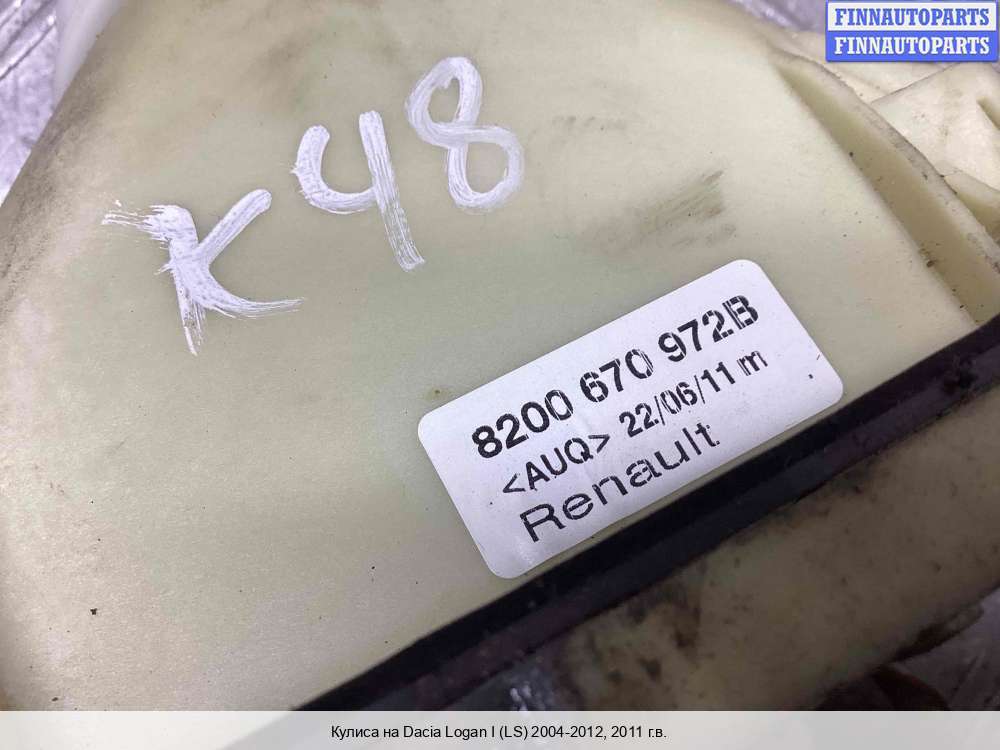 FINNAUTOPARTS
FINNAUTOPARTS
K48
8200 670 972B
<AUQ> 22/06/11 m
Renault
Кулиса на Dacia Logan I (LS) 2004-2012, 2011 г.в.